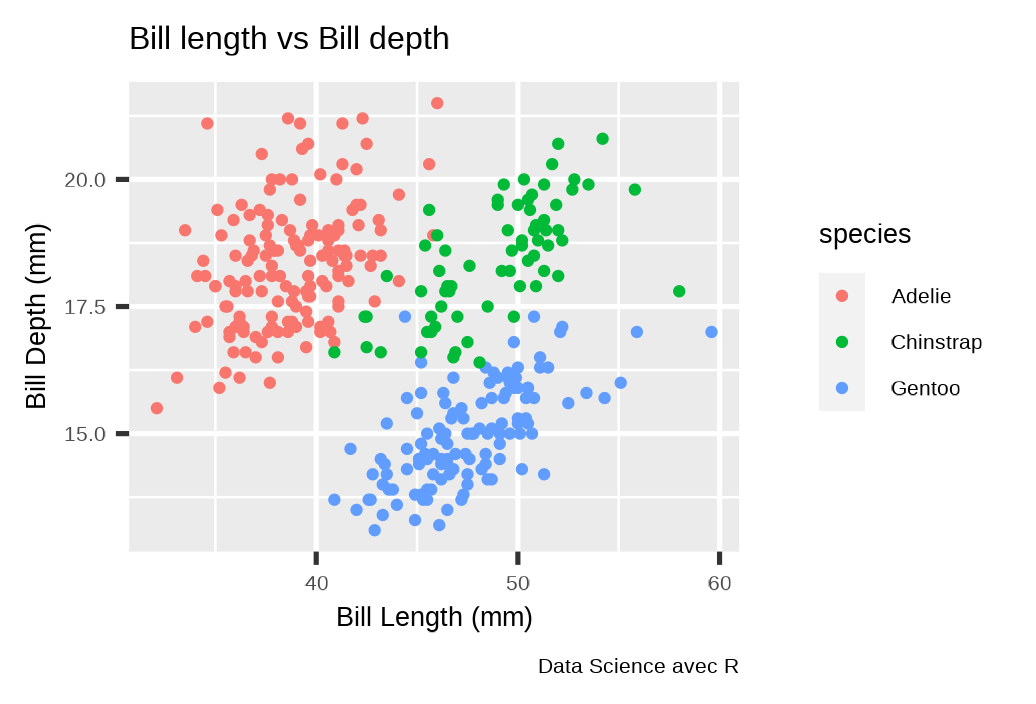 Bill length vs Bill depth
Bill Depth (mm)
20.0
17.5
15.0
40 50 60
Bill Length (mm)
species
Adelie
Chinstrap
Gentoo
Data Science avec R